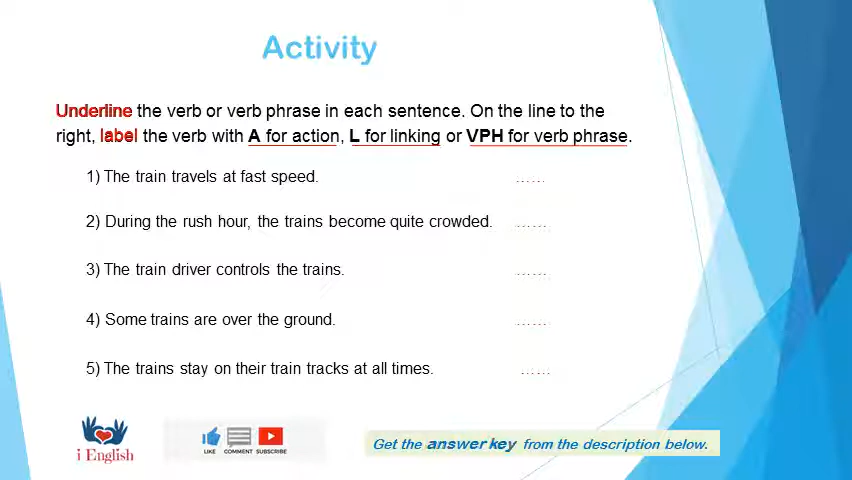 Activity
Underline the verb or verb phrase in each sentence. On the line to the
right, label the verb with A for action, L for linking or VPH for verb phrase.
1) The train travels at fast speed. ......
2) During the rush hour, the trains become quite crowded. ......
3) The train driver controls the trains. ......
4) Some trains are over the ground. ......
5) The trains stay on their train tracks at all times. ......
i English
LIKE COMMENT SUBSCRIBE
Get the answer key from the description below.